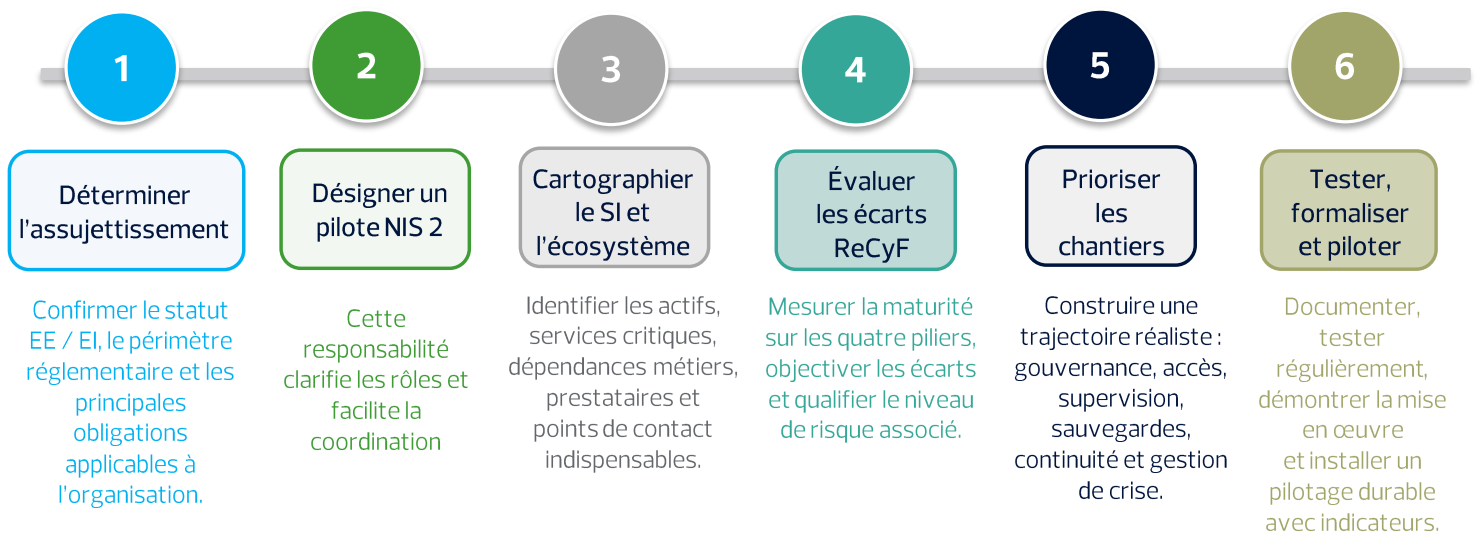 1
Déterminer
l'assujettissement
Confirmer le statut
EE / EI, le périmètre
réglementaire et les
principales
obligations
applicables à
l'organisation.
2
Désigner un
pilote NIS 2
Cette
responsabilité
clarifie les rôles et
facilite la
coordination
3
Cartographier
le SI et
l'écosystème
Identifier les actifs,
services critiques,
dépendances métiers,
prestataires et
points de contact
indispensables.
4
Évaluer
les écarts
ReCyF
Mesurer la maturité
sur les quatre piliers,
objectiver les écarts
et qualifier le niveau
de risque associé.
5
Prioriser
les
chantiers
Construire une
trajectoire réaliste :
gouvernance, accès,
supervision,
sauvegardes,
continuité et gestion
de crise.
6
Tester,
formaliser
et piloter
Documenter,
tester
régulièrement,
démontrer la mise
en œuvre
et installer un
pilotage durable
avec indicateurs.